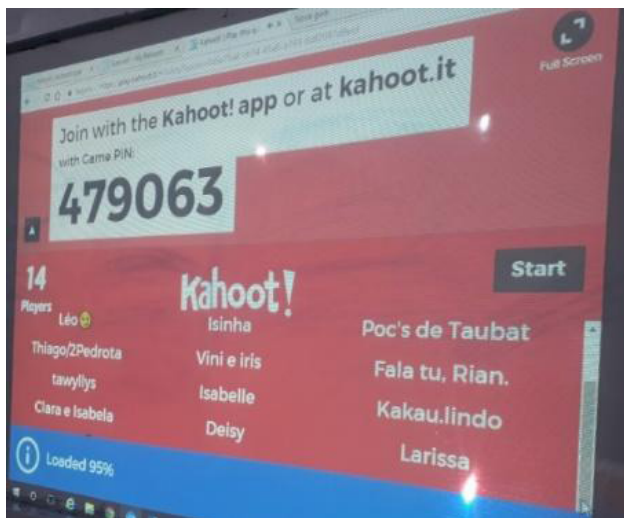 Full Screen
Join with the Kahoot! app or at kahoot.it
with Game PIN:
479063
14
Players
Kahoot!
Start
Léo
Isinha
Poc's de Taubat
Thiago/2Pedrota
Vini e iris
Fala tu, Rian.
tawyllys
Isabelle
Kakau.lindo
Clara e Isabela
Deisy
Larissa
Loaded 95%